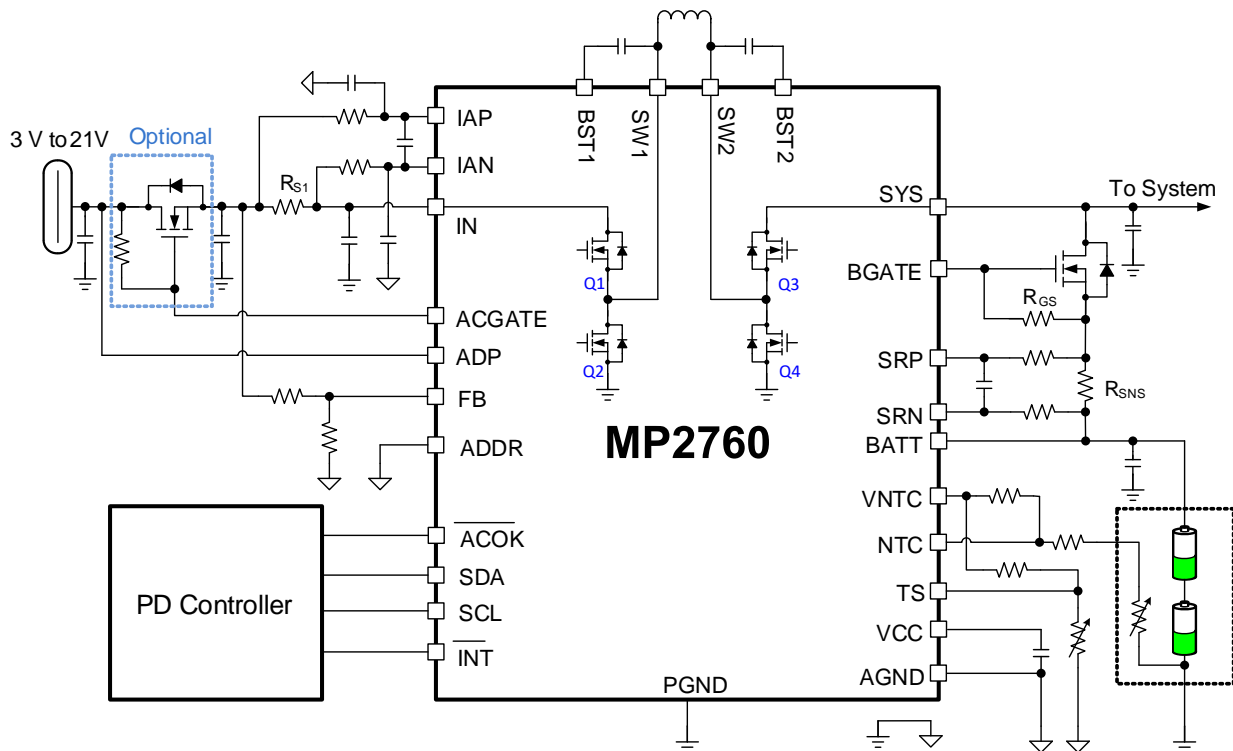 BST1
SW1
SW2
BST2
3 V to 21V
Optional
IAP
IAN
RS1
IN
SYS
To System
Q1
Q3
BGATE
RGS
ACGATE
ADP
Q2
Q4
SRP
RSNS
FB
SRN
MP2760
BATT
ADDR
VNTC
ACOK
NTC
PD Controller
SDA
TS
SCL
VCC
INT
AGND
PGND